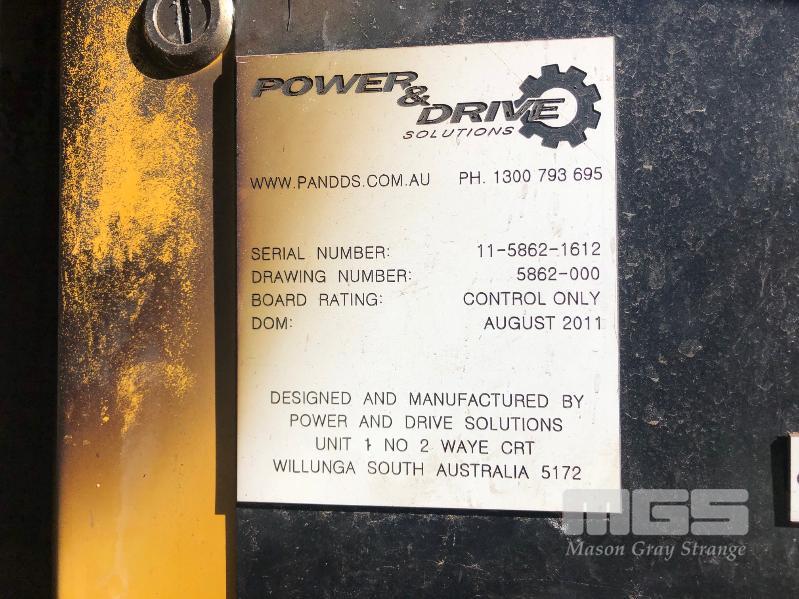 POWER & DRIVE
SOLUTIONS
WWW.PANDDS.COM.AU PH. 1300 793 695
SERIAL NUMBER: 11-5862-1612
DRAWING NUMBER: 5862-000
BOARD RATING: CONTROL ONLY
DOM: AUGUST 2011
DESIGNED AND MANUFACTURED BY
POWER AND DRIVE SOLUTIONS
UNIT 1 NO 2 WAYE CRT
WILLUNGA SOUTH AUSTRALIA 5172
MGS
Mason Gray Strange